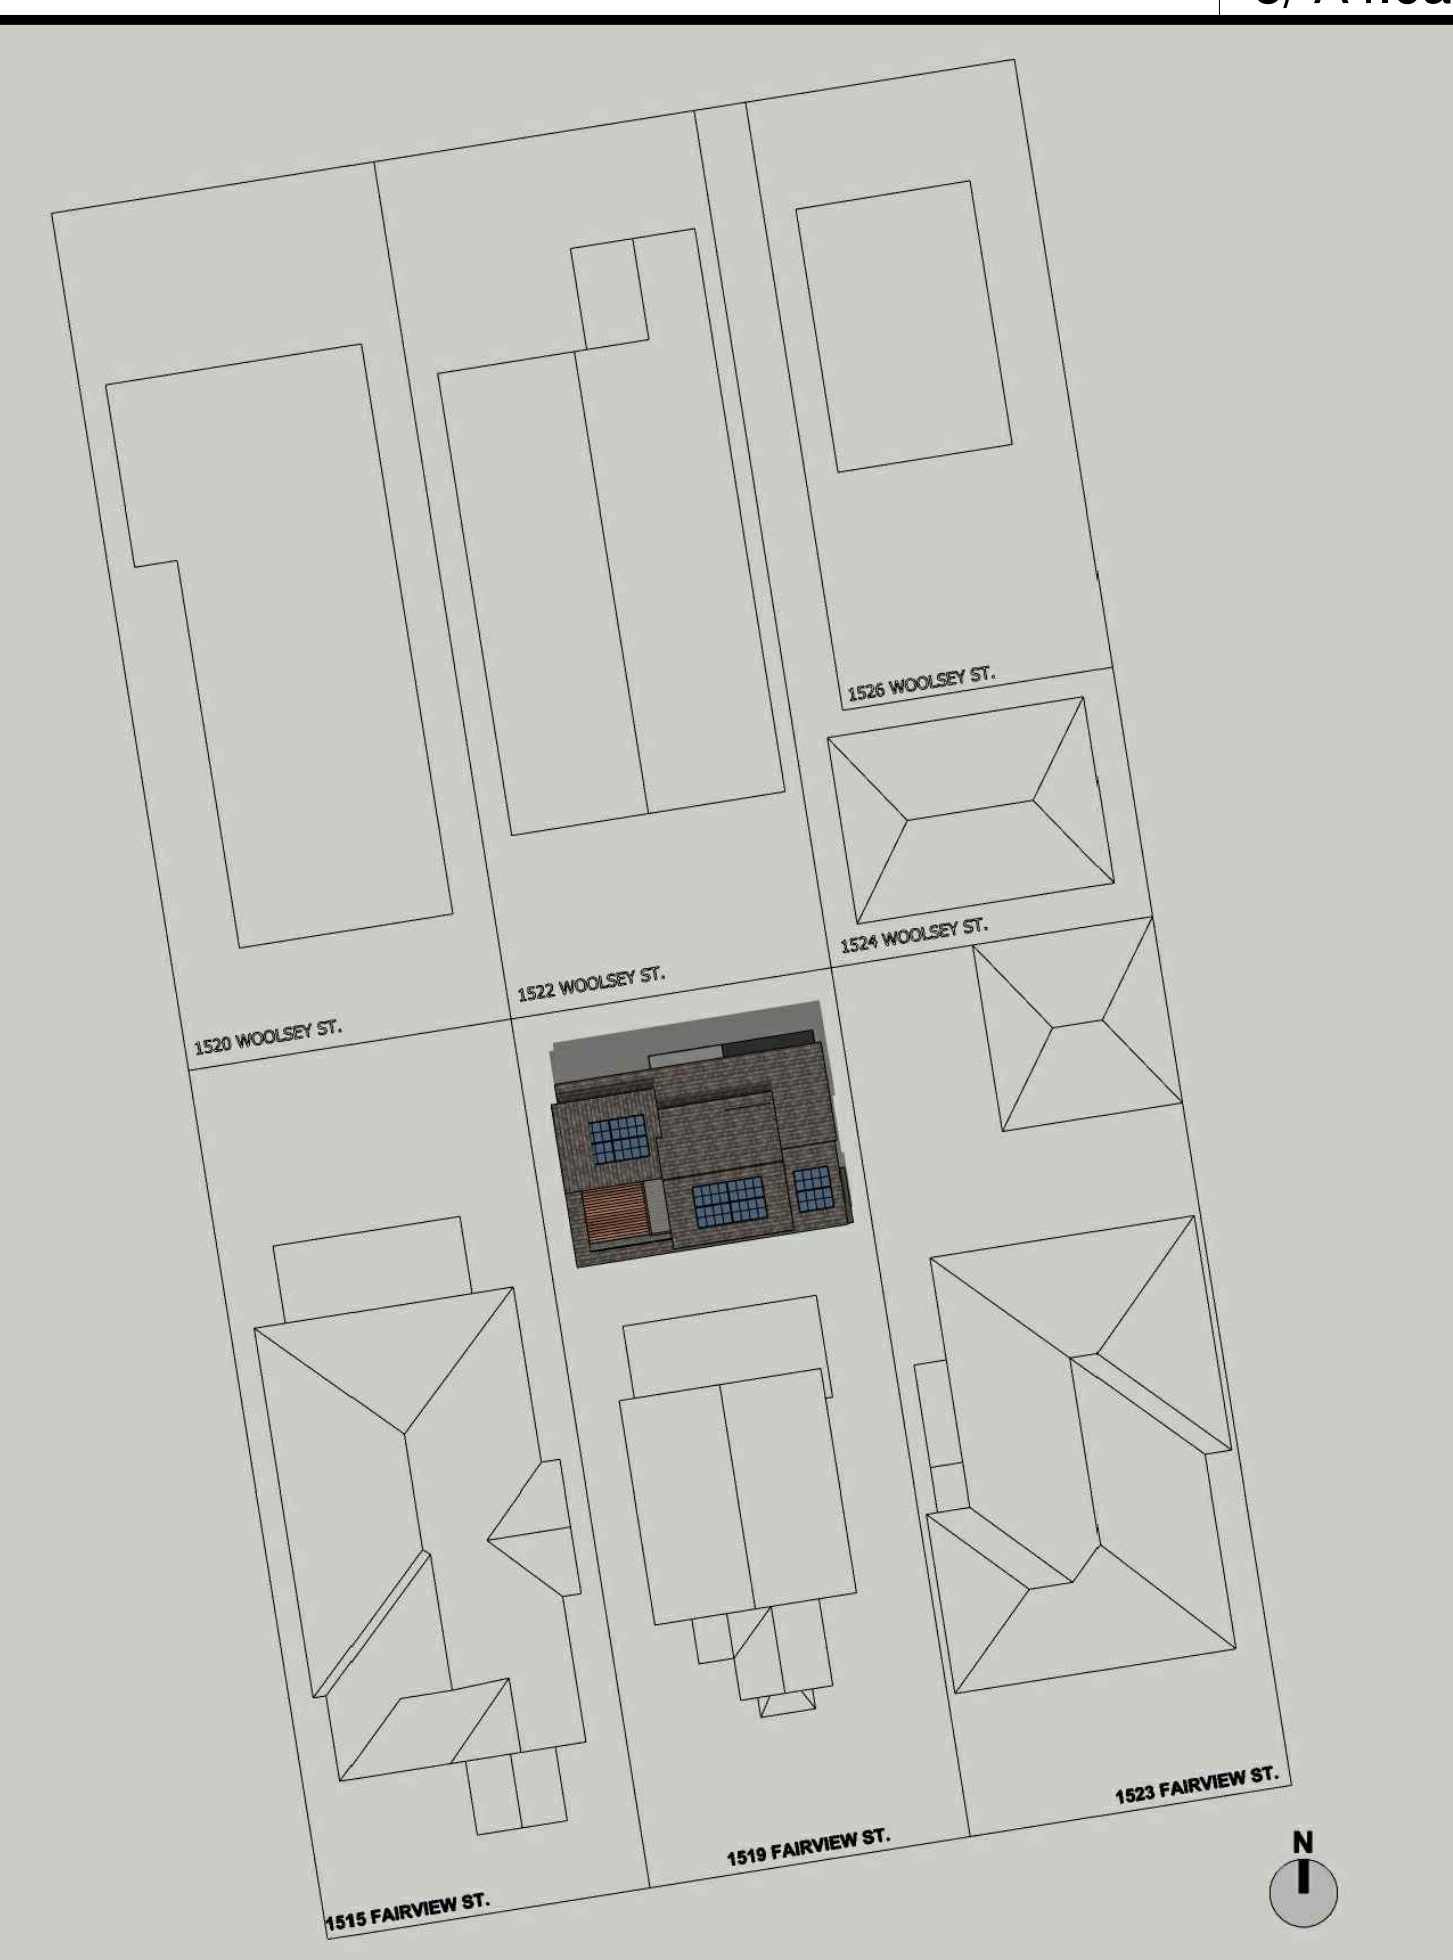 1526 WOOLSEY ST.
1524 WOOLSEY ST.
1522 WOOLSEY ST.
1520 WOOLSEY ST.
1523 FAIRVIEW ST.
1519 FAIRVIEW ST.
1515 FAIRVIEW ST.
N